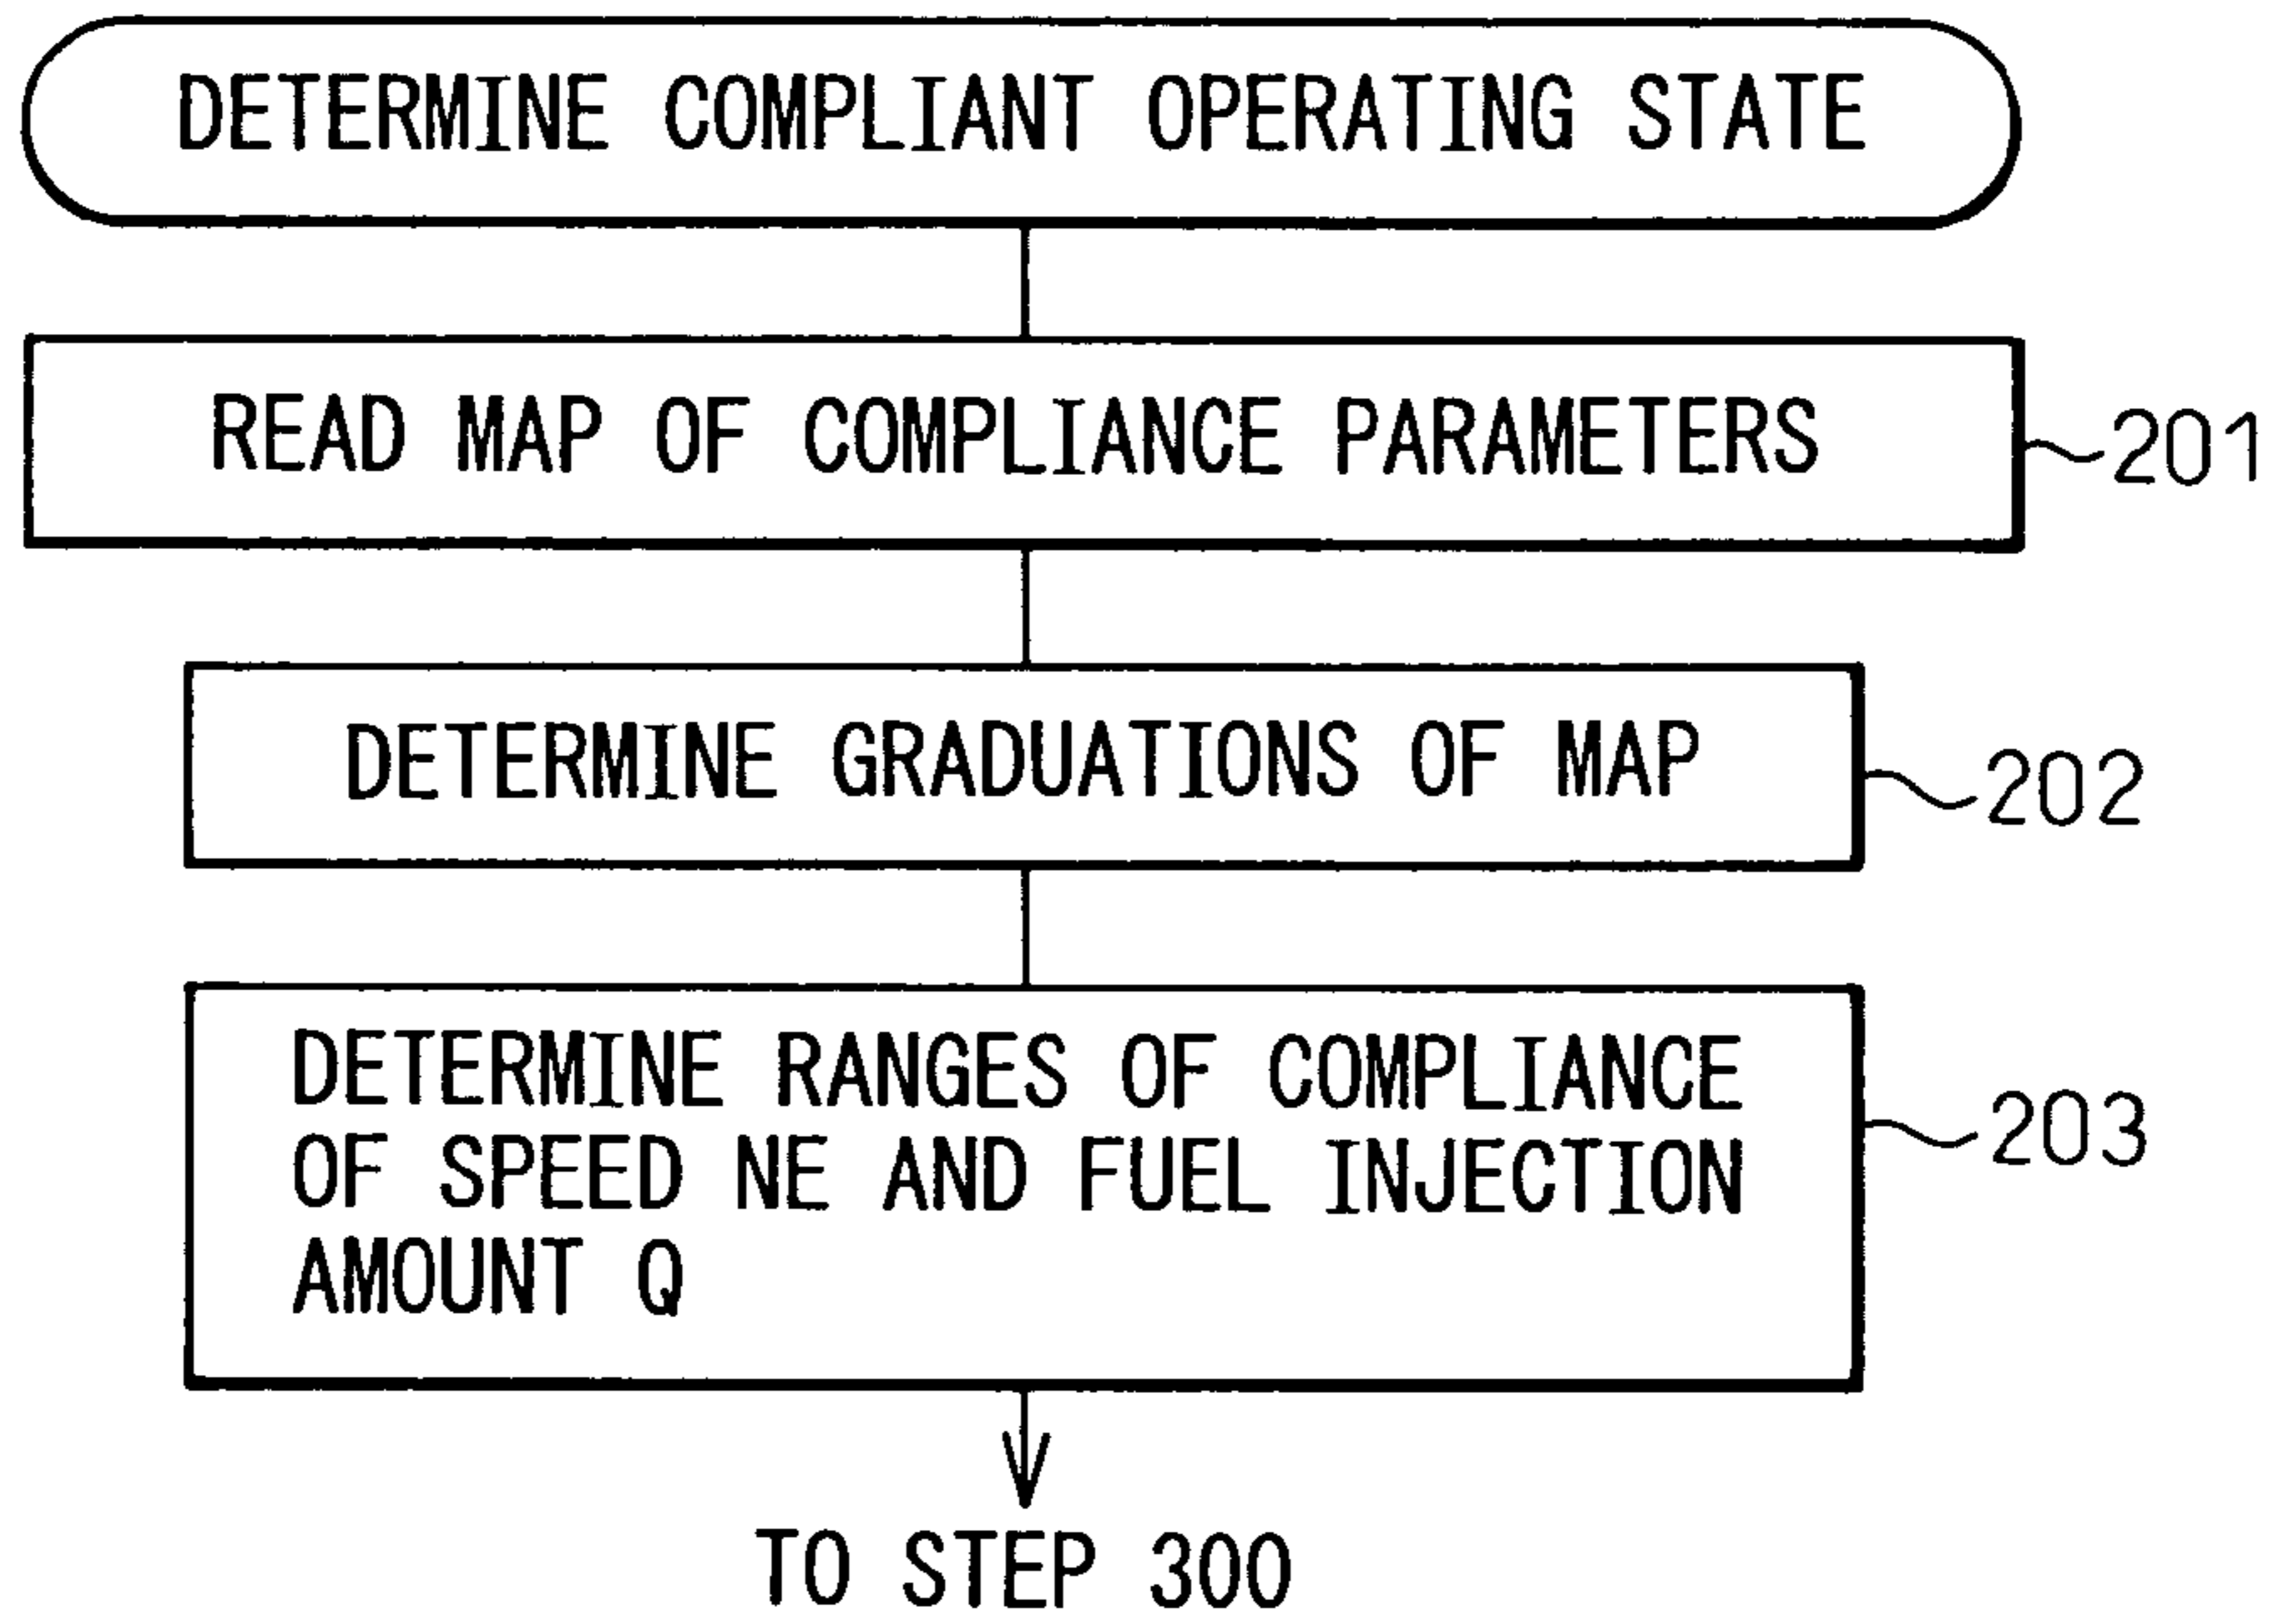 DETERMINE COMPLIANT OPERATING STATE
READ MAP OF COMPLIANCE PARAMETERS
201
DETERMINE GRADUATIONS OF MAP
202
DETERMINE RANGES OF COMPLIANCE
OF SPEED NE AND FUEL INJECTION
AMOUNT Q
203
TO STEP 300